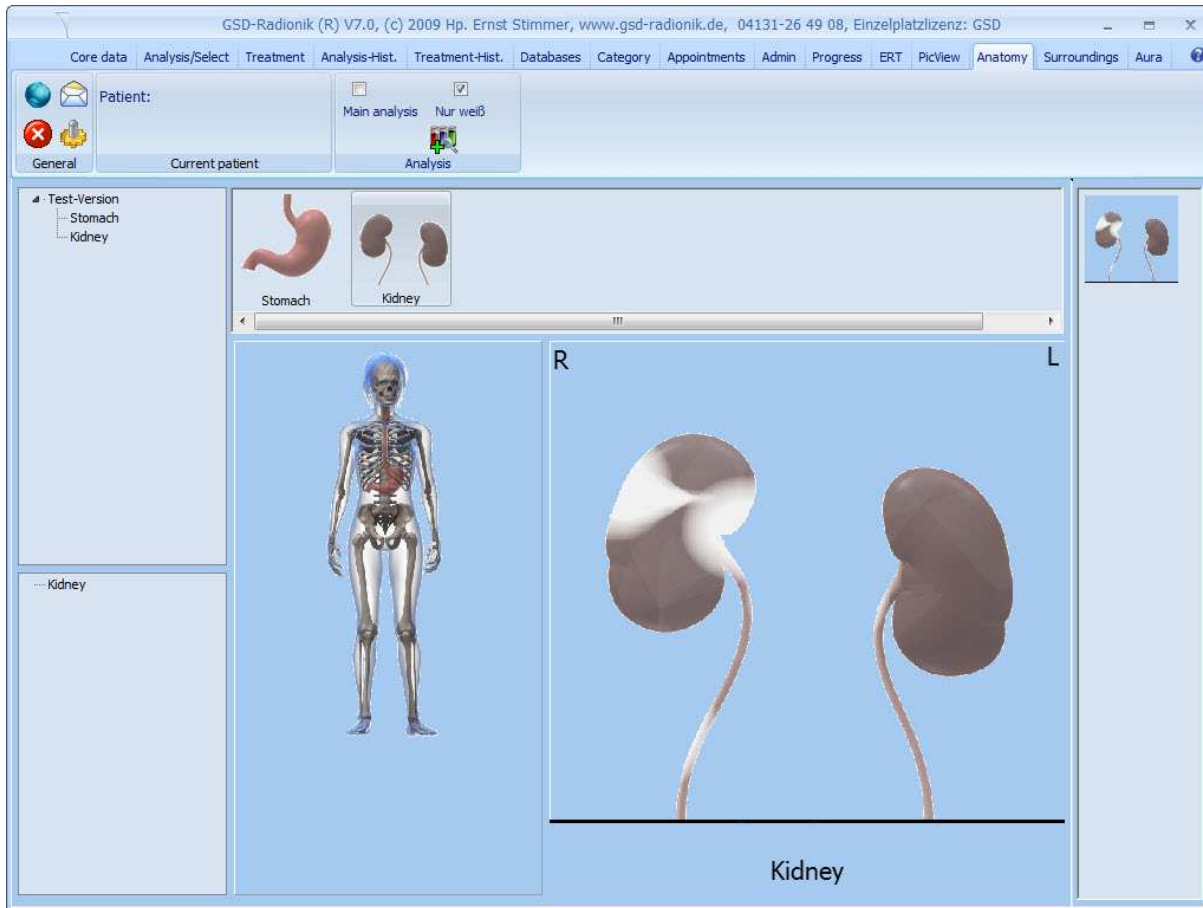 GSD-Radionik (R) V7.0, (c) 2009 Hp. Ernst Stimmer, www.gsd-radionik.de, 04131-26 49 08, Einzelplatzlizenz: GSD
Core data Analysis/Select Treatment Analysis-Hist. Treatment-Hist. Databases Category Appointments Admin Progress ERT PicView Anatomy Surroundings Aura
Patient:
Main analysis Nur weiß
General Current patient Analysis
Test-Version
Stomach
Kidney
Stomach Kidney
R L
Kidney
Kidney